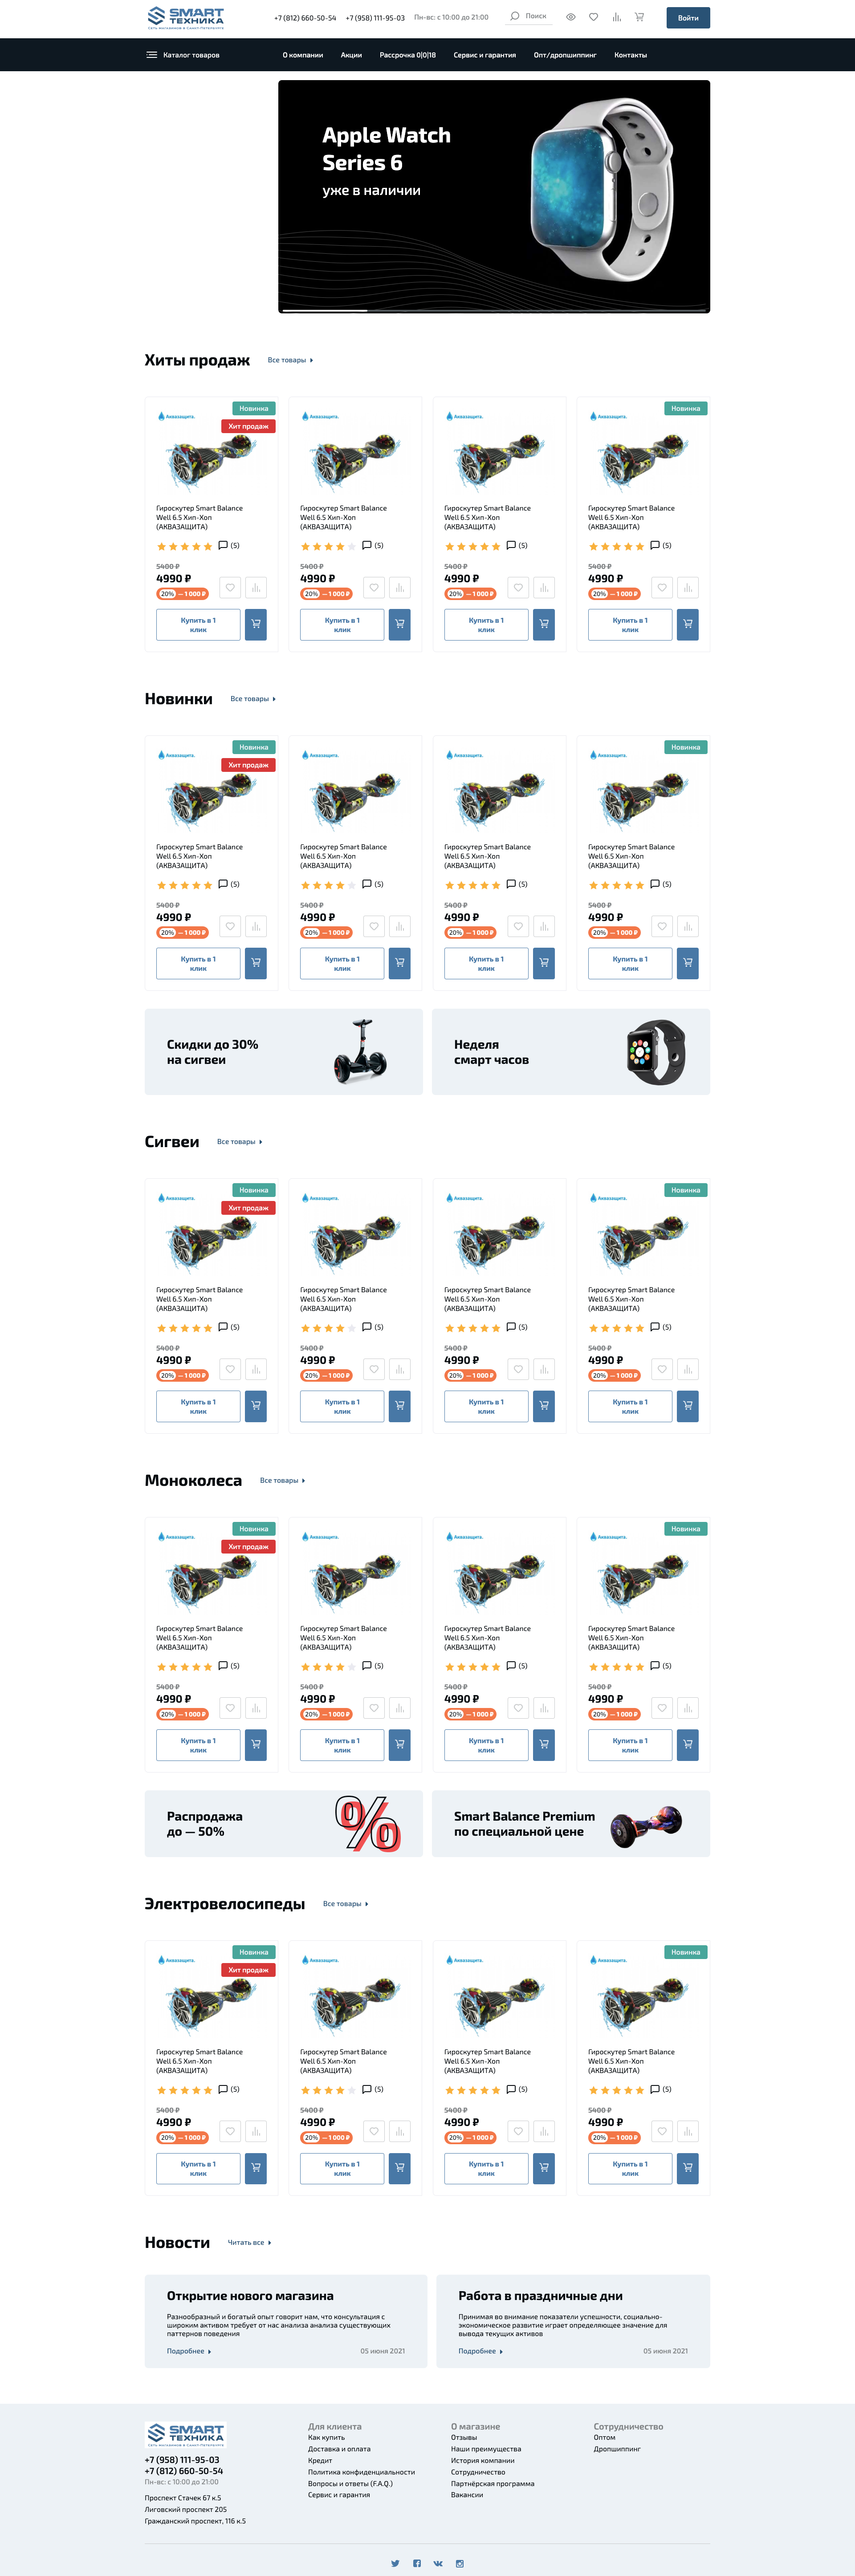 SMART
ТЕХНИКА
+7 (812) 660-50-54 +7 (958) 111-95-03 Пн-вс: с 10:00 до 21:00 Поиск Войти
Каталог товаров О компании Акции Рассрочка 0|0|18 Сервис и гарантия Опт/дропшиппинг Контакты
Apple Watch
Series 6
уже в наличии
Хиты продаж Все товары
Новинка Новинка
Аквазащита. Аквазащита. Аквазащита. Аквазащита.
Хит продаж
Гироскутер Smart Balance Гироскутер Smart Balance Гироскутер Smart Balance Гироскутер Smart Balance
Well 6.5 Хип-Хоп Well 6.5 Хип-Хоп Well 6.5 Хип-Хоп Well 6.5 Хип-Хоп
(АКВАЗАЩИТА) (АКВАЗАЩИТА) (АКВАЗАЩИТА) (АКВАЗАЩИТА)
(5) (5) (5) (5)
5400 ₽ 5400 ₽ 5400 ₽ 5400 ₽
4990 ₽ 4990 ₽ 4990 ₽ 4990 ₽
20% — 1 000 ₽ 20% — 1 000 ₽ 20% — 1 000 ₽ 20% — 1 000 ₽
Купить в 1 Купить в 1 Купить в 1 Купить в 1
клик клик клик клик
Новинки Все товары
Новинка Новинка
Аквазащита. Аквазащита. Аквазащита. Аквазащита.
Хит продаж
Гироскутер Smart Balance Гироскутер Smart Balance Гироскутер Smart Balance Гироскутер Smart Balance
Well 6.5 Хип-Хоп Well 6.5 Хип-Хоп Well 6.5 Хип-Хоп Well 6.5 Хип-Хоп
(АКВАЗАЩИТА) (АКВАЗАЩИТА) (АКВАЗАЩИТА) (АКВАЗАЩИТА)
(5) (5) (5) (5)
5400 ₽ 5400 ₽ 5400 ₽ 5400 ₽
4990 ₽ 4990 ₽ 4990 ₽ 4990 ₽
20% — 1 000 ₽ 20% — 1 000 ₽ 20% — 1 000 ₽ 20% — 1 000 ₽
Купить в 1 Купить в 1 Купить в 1 Купить в 1
клик клик клик клик
Скидки до 30% Неделя
на сигвеи смарт часов
Сигвеи Все товары
Новинка Новинка
Аквазащита. Аквазащита. Аквазащита. Аквазащита.
Хит продаж
Гироскутер Smart Balance Гироскутер Smart Balance Гироскутер Smart Balance Гироскутер Smart Balance
Well 6.5 Хип-Хоп Well 6.5 Хип-Хоп Well 6.5 Хип-Хоп Well 6.5 Хип-Хоп
(АКВАЗАЩИТА) (АКВАЗАЩИТА) (АКВАЗАЩИТА) (АКВАЗАЩИТА)
(5) (5) (5) (5)
5400 ₽ 5400 ₽ 5400 ₽ 5400 ₽
4990 ₽ 4990 ₽ 4990 ₽ 4990 ₽
20% — 1 000 ₽ 20% — 1 000 ₽ 20% — 1 000 ₽ 20% — 1 000 ₽
Купить в 1 Купить в 1 Купить в 1 Купить в 1
клик клик клик клик
Моноколеса Все товары
Новинка Новинка
Аквазащита. Аквазащита. Аквазащита. Аквазащита.
Хит продаж
Гироскутер Smart Balance Гироскутер Smart Balance Гироскутер Smart Balance Гироскутер Smart Balance
Well 6.5 Хип-Хоп Well 6.5 Хип-Хоп Well 6.5 Хип-Хоп Well 6.5 Хип-Хоп
(АКВАЗАЩИТА) (АКВАЗАЩИТА) (АКВАЗАЩИТА) (АКВАЗАЩИТА)
(5) (5) (5) (5)
5400 ₽ 5400 ₽ 5400 ₽ 5400 ₽
4990 ₽ 4990 ₽ 4990 ₽ 4990 ₽
20% — 1 000 ₽ 20% — 1 000 ₽ 20% — 1 000 ₽ 20% — 1 000 ₽
Купить в 1 Купить в 1 Купить в 1 Купить в 1
клик клик клик клик
Распродажа % Smart Balance Premium
до — 50% по специальной цене
Электровелосипеды Все товары
Новинка Новинка
Аквазащита. Аквазащита. Аквазащита. Аквазащита.
Хит продаж
Гироскутер Smart Balance Гироскутер Smart Balance Гироскутер Smart Balance Гироскутер Smart Balance
Well 6.5 Хип-Хоп Well 6.5 Хип-Хоп Well 6.5 Хип-Хоп Well 6.5 Хип-Хоп
(АКВАЗАЩИТА) (АКВАЗАЩИТА) (АКВАЗАЩИТА) (АКВАЗАЩИТА)
(5) (5) (5) (5)
5400 ₽ 5400 ₽ 5400 ₽ 5400 ₽
4990 ₽ 4990 ₽ 4990 ₽ 4990 ₽
20% — 1 000 ₽ 20% — 1 000 ₽ 20% — 1 000 ₽ 20% — 1 000 ₽
Купить в 1 Купить в 1 Купить в 1 Купить в 1
клик клик клик клик
Новости Читать все
Открытие нового магазина
Разнообразный и богатый опыт говорит нам, что консультация с
широким активом требует от нас анализа анализа существующих
паттернов поведения
Подробнее 05 июня 2021
Работа в праздничные дни
Принимая во внимание показатели успешности, социально-
экономическое развитие играет определяющее значение для
вывода текущих активов
Подробнее 05 июня 2021
SMART
ТЕХНИКА
+7 (958) 111-95-03
+7 (812) 660-50-54
Пн-вс: с 10:00 до 21:00
Проспект Стачек 67 к.5
Лиговский проспект 205
Гражданский проспект, 116 к.5
Для клиента
Как купить
Доставка и оплата
Кредит
Политика конфиденциальности
Вопросы и ответы (F.A.Q.)
Сервис и гарантия
О магазине
Отзывы
Наши преимущества
История компании
Сотрудничество
Партнёрская программа
Вакансии
Сотрудничество
Оптом
Дропшиппинг